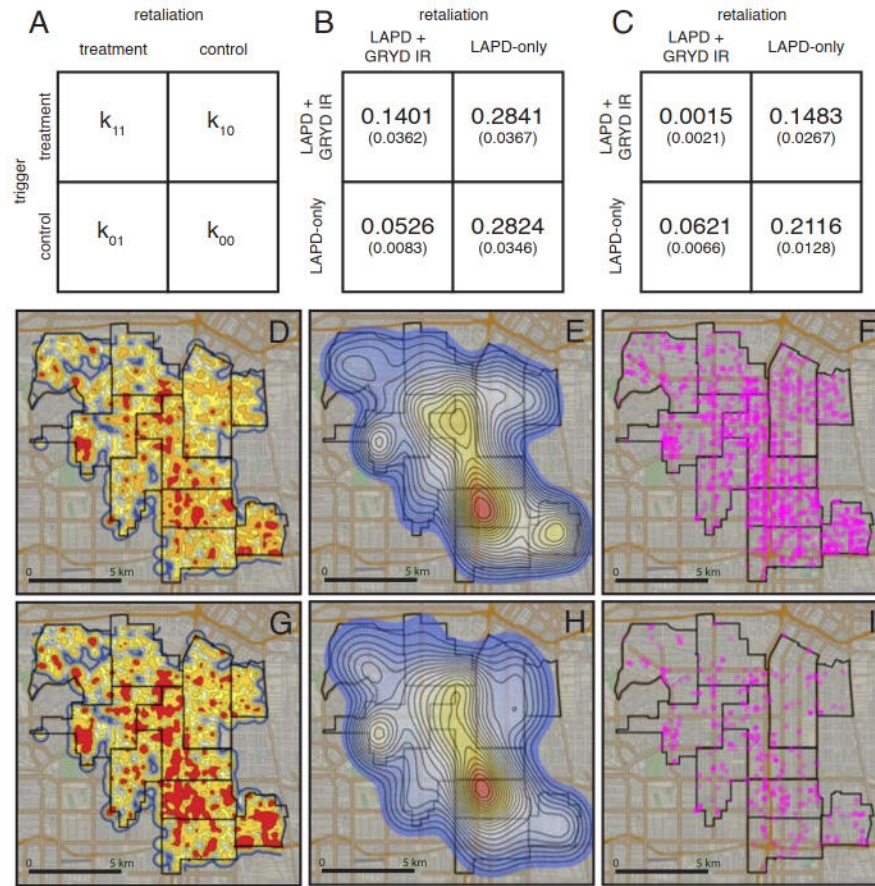 A
retaliation
treatment control
trigger
treatment
control
k11 k10
k01 k00
B
retaliation
LAPD +
GRYD IR
LAPD-only
LAPD +
GRYD IR
LAPD-only
0.1401 0.2841
(0.0362) (0.0367)
0.0526 0.2824
(0.0083) (0.0346)
C
retaliation
LAPD +
GRYD IR
LAPD-only
LAPD +
GRYD IR
LAPD-only
0.0015 0.1483
(0.0021) (0.0267)
0.0621 0.2116
(0.0066) (0.0128)
D
0 5 km
E
0 5 km
F
0 5 km
G
0 5 km
H
0 5 km
I
0 5 km